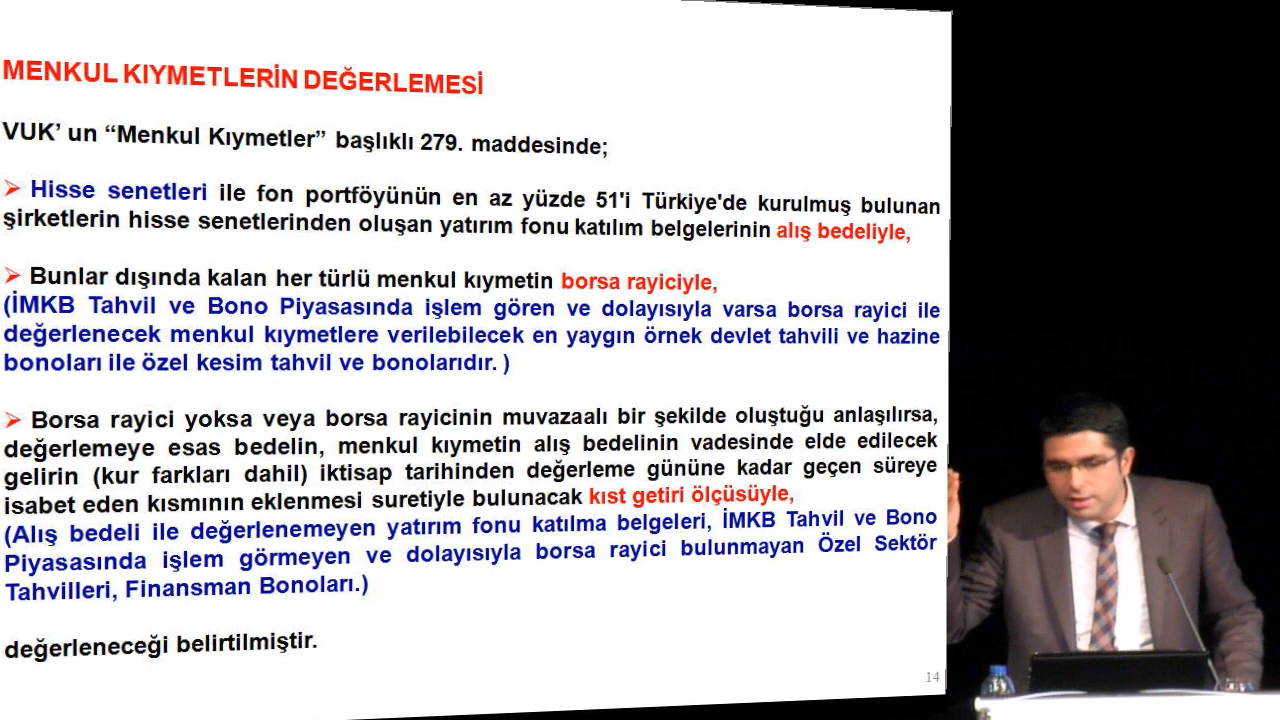 MENKUL KIYMETLERİN DEĞERLEMESİ
VUK’ un “Menkul Kıymetler” başlıklı 279. maddesinde;
➢ Hisse senetleri ile fon portföyünün en az yüzde 51'i Türkiye'de kurulmuş bulunan
şirketlerin hisse senetlerinden oluşan yatırım fonu katılım belgelerinin alış bedeliyle,
➢ Bunlar dışında kalan her türlü menkul kıymetin borsa rayiciyle,
(İMKB Tahvil ve Bono Piyasasında işlem gören ve dolayısıyla varsa borsa rayici ile
değerlenecek menkul kıymetlere verilebilecek en yaygın örnek devlet tahvili ve hazine
bonoları ile özel kesim tahvil ve bonolarıdır. )
➢ Borsa rayici yoksa veya borsa rayicinin muvazaalı bir şekilde oluştuğu anlaşılırsa,
değerlemeye esas bedelin, menkul kıymetin alış bedelinin vadesinde elde edilecek
gelirin (kur farkları dahil) iktisap tarihinden değerleme gününe kadar geçen süreye
isabet eden kısmının eklenmesi suretiyle bulunacak kıst getiri ölçüsüyle,
(Alış bedeli ile değerlenemeyen yatırım fonu katılma belgeleri, İMKB Tahvil ve Bono
Piyasasında işlem görmeyen ve dolayısıyla borsa rayici bulunmayan Özel Sektör
Tahvilleri, Finansman Bonoları.)
değerleneceği belirtilmiştir.
14